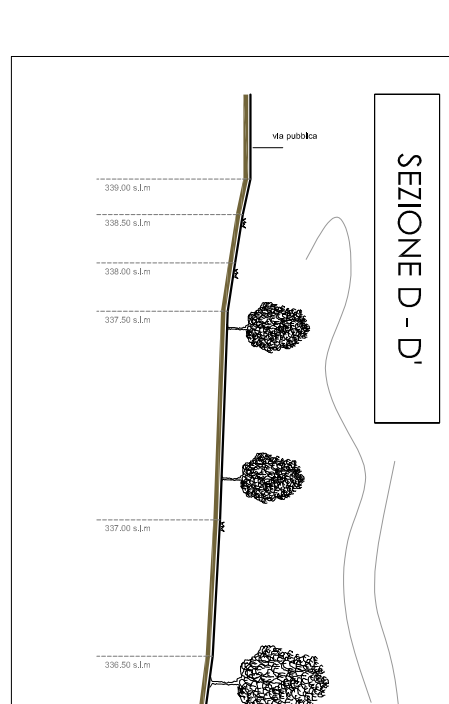 SEZIONE D - D'
via pubblica
339.00 s.l.m
338.50 s.l.m
338.00 s.l.m
337.50 s.l.m
337.00 s.l.m
336.50 s.l.m